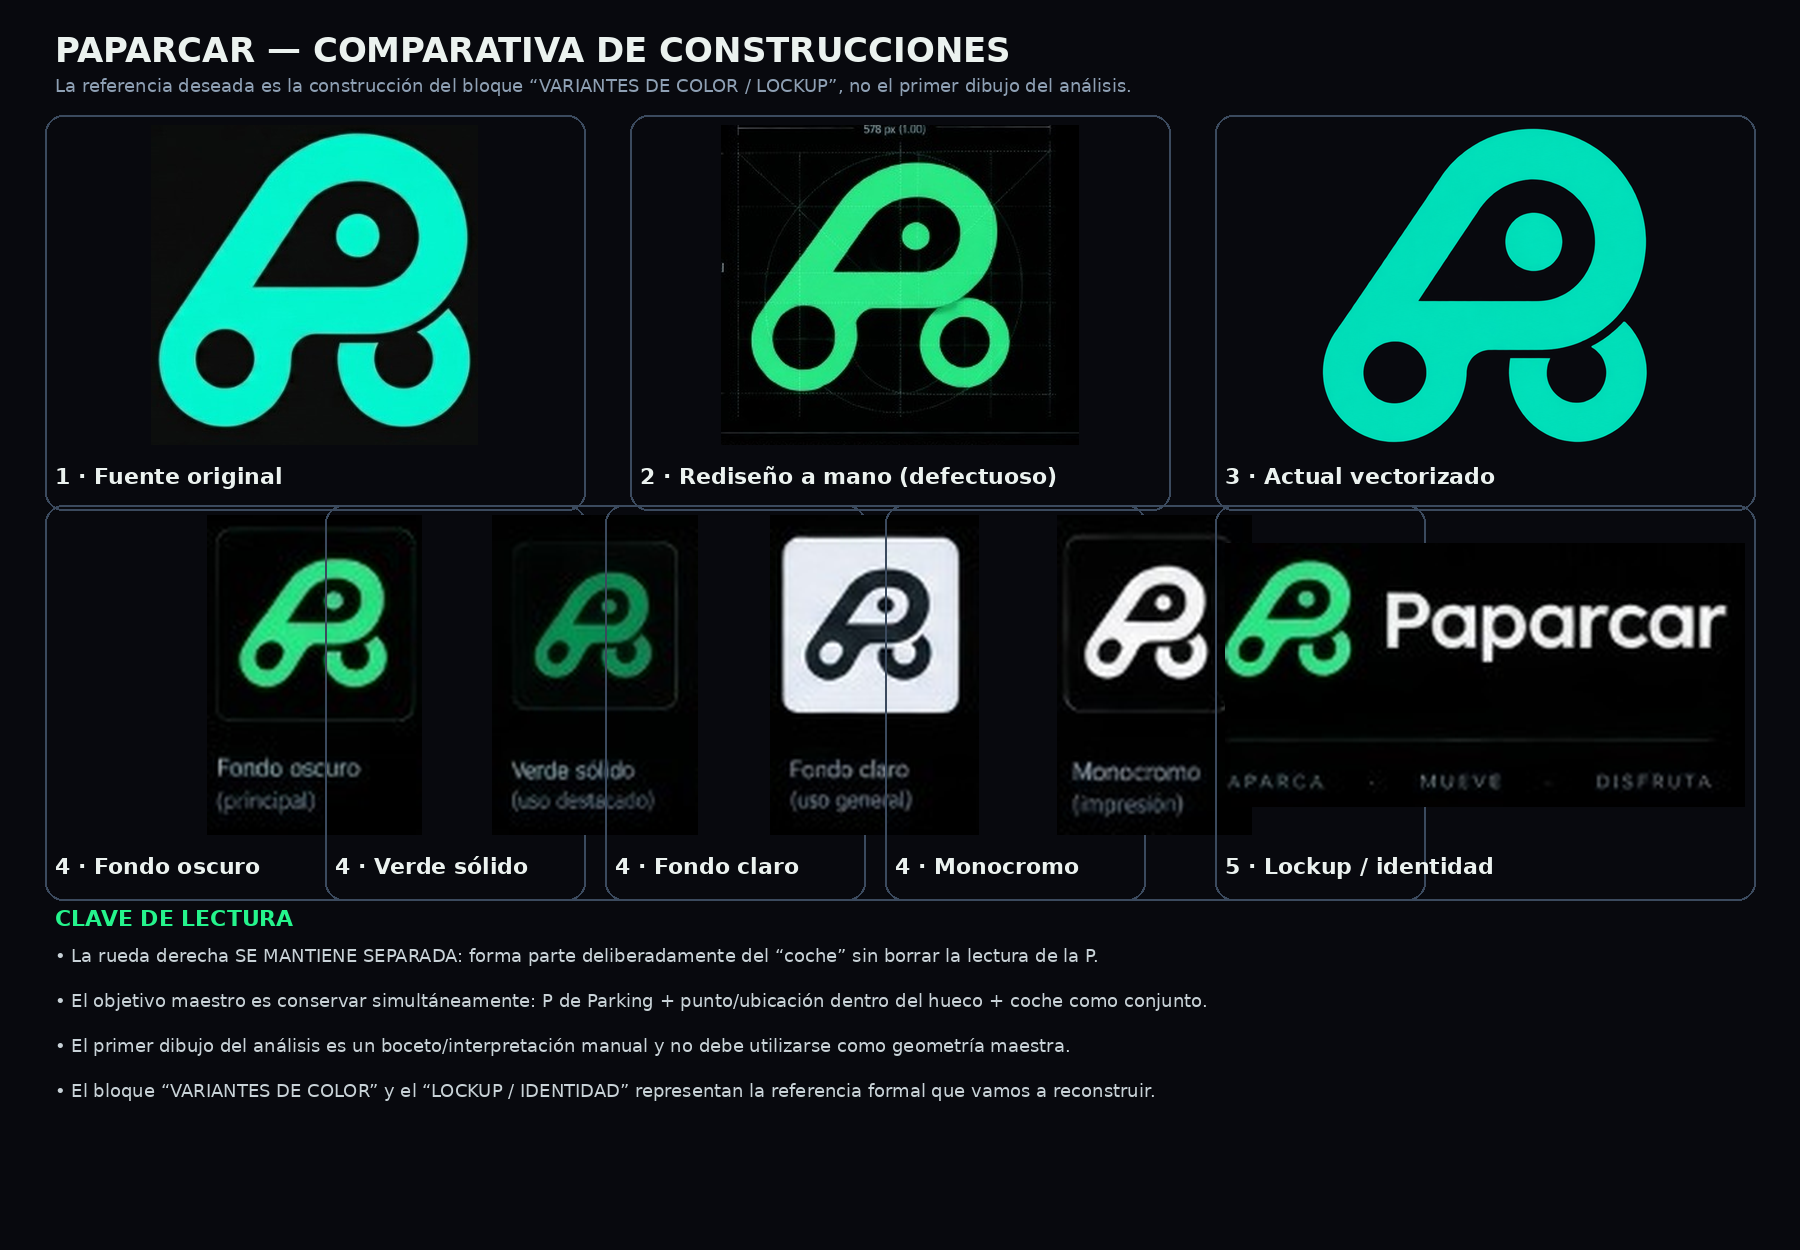 PAPARCAR — COMPARATIVA DE CONSTRUCCIONES
La referencia deseada es la construcción del bloque “VARIANTES DE COLOR / LOCKUP”, no el primer dibujo del análisis.
578 px (1.00)
1 · Fuente original
2 · Rediseño a mano (defectuoso)
3 · Actual vectorizado
Paparcar
Fondo oscuro
(principal)
Verde sólido
(uso destacado)
Fondo claro
(uso general)
Monocromo
(impresión)
APARCA · MUEVE · DISFRUTA
4 · Fondo oscuro
4 · Verde sólido
4 · Fondo claro
4 · Monocromo
5 · Lockup / identidad
CLAVE DE LECTURA
• La rueda derecha SE MANTIENE SEPARADA: forma parte deliberadamente del “coche” sin borrar la lectura de la P.
• El objetivo maestro es conservar simultáneamente: P de Parking + punto/ubicación dentro del hueco + coche como conjunto.
• El primer dibujo del análisis es un boceto/interpretación manual y no debe utilizarse como geometría maestra.
• El bloque “VARIANTES DE COLOR” y el “LOCKUP / IDENTIDAD” representan la referencia formal que vamos a reconstruir.